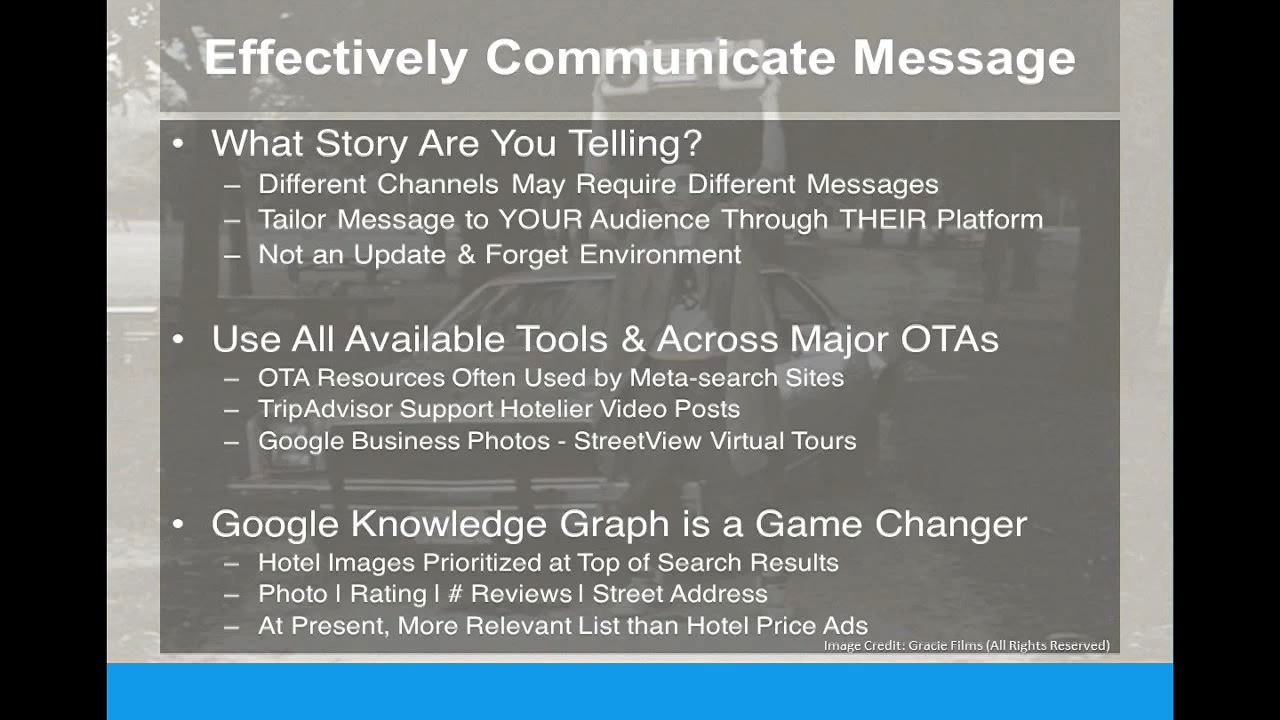 Effectively Communicate Message
• What Story Are You Telling?
– Different Channels May Require Different Messages
– Tailor Message to YOUR Audience Through THEIR Platform
– Not an Update & Forget Environment
• Use All Available Tools & Across Major OTAs
– OTA Resources Often Used by Meta-search Sites
– TripAdvisor Support Hotelier Video Posts
– Google Business Photos - StreetView Virtual Tours
• Google Knowledge Graph is a Game Changer
– Hotel Images Prioritized at Top of Search Results
– Photo | Rating | # Reviews | Street Address
– At Present, More Relevant List than Hotel Price Ads
Image Credit: Gracie Films (All Rights Reserved)